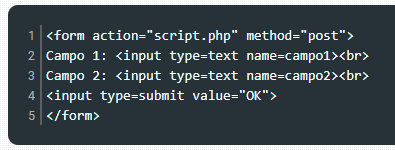 1 <form action="script.php" method="post">
2 Campo 1: <input type=text name=campo1><br>
3 Campo 2: <input type=text name=campo2><br>
4 <input type=submit value="OK">
5 </form>